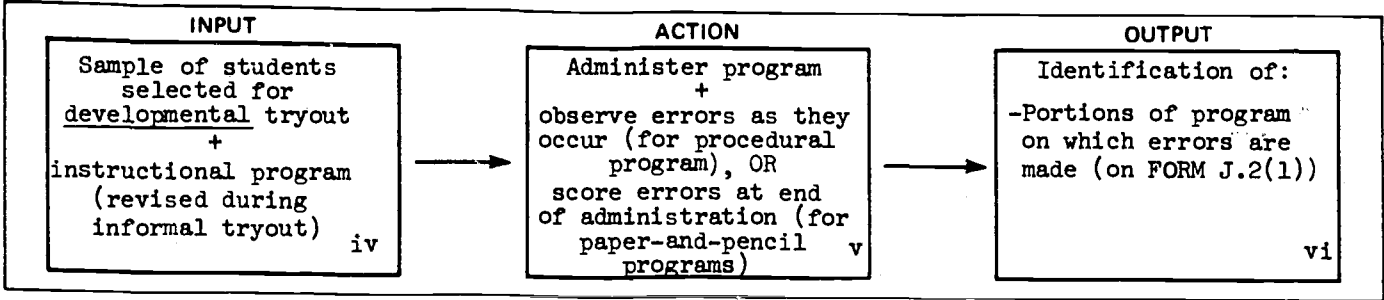 INPUT
Sample of students
selected for
developmental tryout
+
instructional program
(revised during
informal tryout)
iv
ACTION
Administer program
+
observe errors as they
occur (for procedural
program), OR
score errors at end
of administration (for
paper-and-pencil
programs)
v
OUTPUT
Identification of:
-Portions of program
on which errors are
made (on FORM J.2(1))
vi